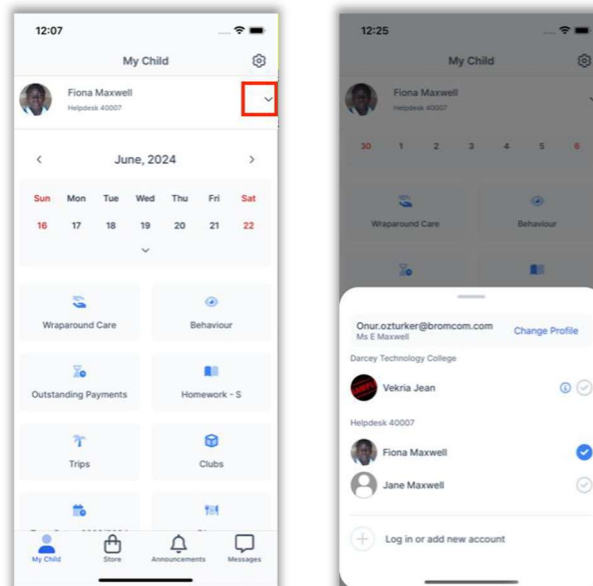 12:07
My Child
Fiona Maxwell
Helpdesk 40007
June, 2024
Sun Mon Tue Wed Thu Fri Sat
16 17 18 19 20 21 22
Wraparound Care Behaviour
Outstanding Payments Homework - S
Trips Clubs
My Child Store Announcements Messages
12:25
My Child
Fiona Maxwell
Helpdesk 40007
30 1 2 3 4 5 6
Wraparound Care Behaviour
Onur.ozturker@bromcom.com
Ms E Maxwell
Change Profile
Darcey Technology College
Vekria Jean
Helpdesk 40007
Fiona Maxwell
Jane Maxwell
Log in or add new account